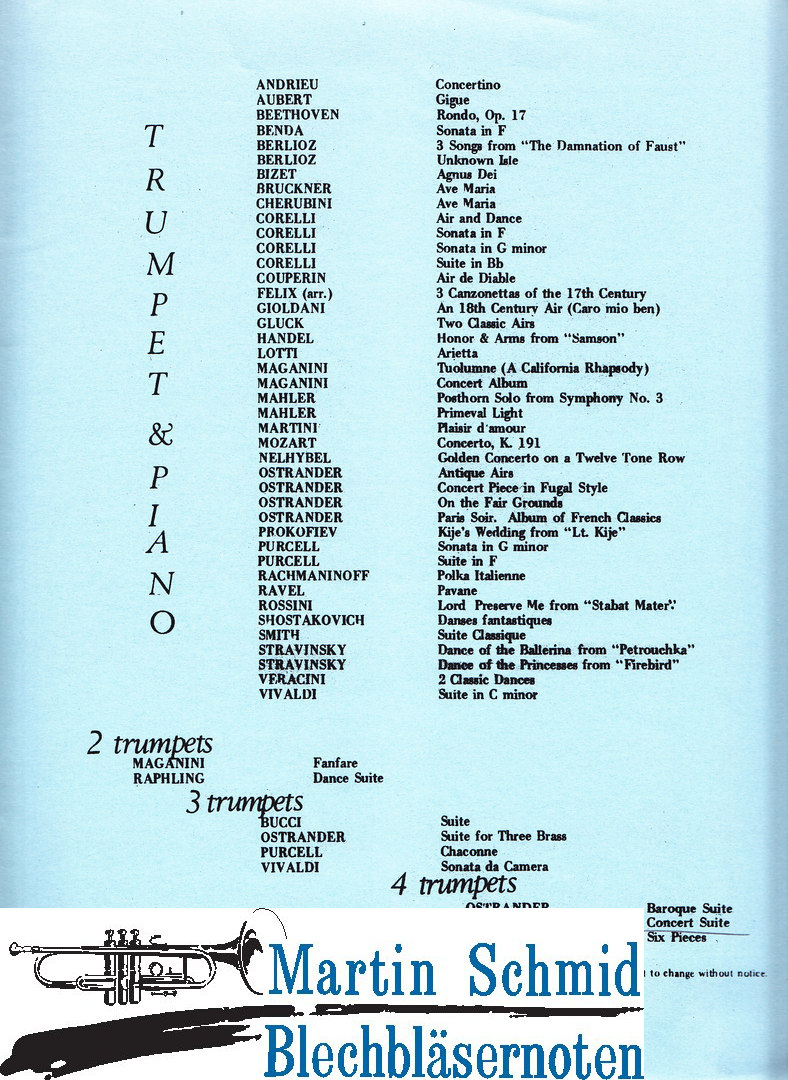 TRUMPET & PIANO
ANDRIEU Concertino
AUBERT Gigue
BEETHOVEN Rondo, Op. 17
BENDA Sonata in F
BERLIOZ 3 Songs from "The Damnation of Faust"
BERLIOZ Unknown Isle
BIZET Agnus Dei
BRUCKNER Ave Maria
CHERUBINI Ave Maria
CORELLI Air and Dance
CORELLI Sonata in F
CORELLI Sonata in G minor
CORELLI Suite in Bb
COUPERIN Air de Diable
FELIX (arr.) 3 Canzonettas of the 17th Century
GIOLDANI An 18th Century Air (Caro mio ben)
GLUCK Two Classic Airs
HANDEL Honor & Arms from "Samson"
LOTTI Arietta
MAGANINI Tuolumne (A California Rhapsody)
MAGANINI Concert Album
MAHLER Posthorn Solo from Symphony No. 3
MAHLER Primeval Light
MARTINI Plaisir d'amour
MOZART Concerto, K. 191
NELHYBEL Golden Concerto on a Twelve Tone Row
OSTRANDER Antique Airs
OSTRANDER Concert Piece in Fugal Style
OSTRANDER On the Fair Grounds
OSTRANDER Paris Soir. Album of French Classics
PROKOFIEV Kije's Wedding from "Lt. Kije"
PURCELL Sonata in G minor
PURCELL Suite in F
RACHMANINOFF Polka Italienne
RAVEL Pavane
ROSSINI Lord Preserve Me from "Stabat Mater".
SHOSTAKOVICH Danses fantastiques
SMITH Suite Classique
STRAVINSKY Dance of the Ballerina from "Petrouchka"
STRAVINSKY Dance of the Princesses from "Firebird"
VERACINI 2 Classic Dances
VIVALDI Suite in C minor
2 trumpets
MAGANINI Fanfare
RAPHLING Dance Suite
3 trumpets
BUCCI Suite
OSTRANDER Suite for Three Brass
PURCELL Chaconne
VIVALDI Sonata da Camera
4 trumpets
OSTRANDER Baroque Suite
Concert Suite
Six Pieces
to change without notice.
Martin Schmid
Blechbläsernoten